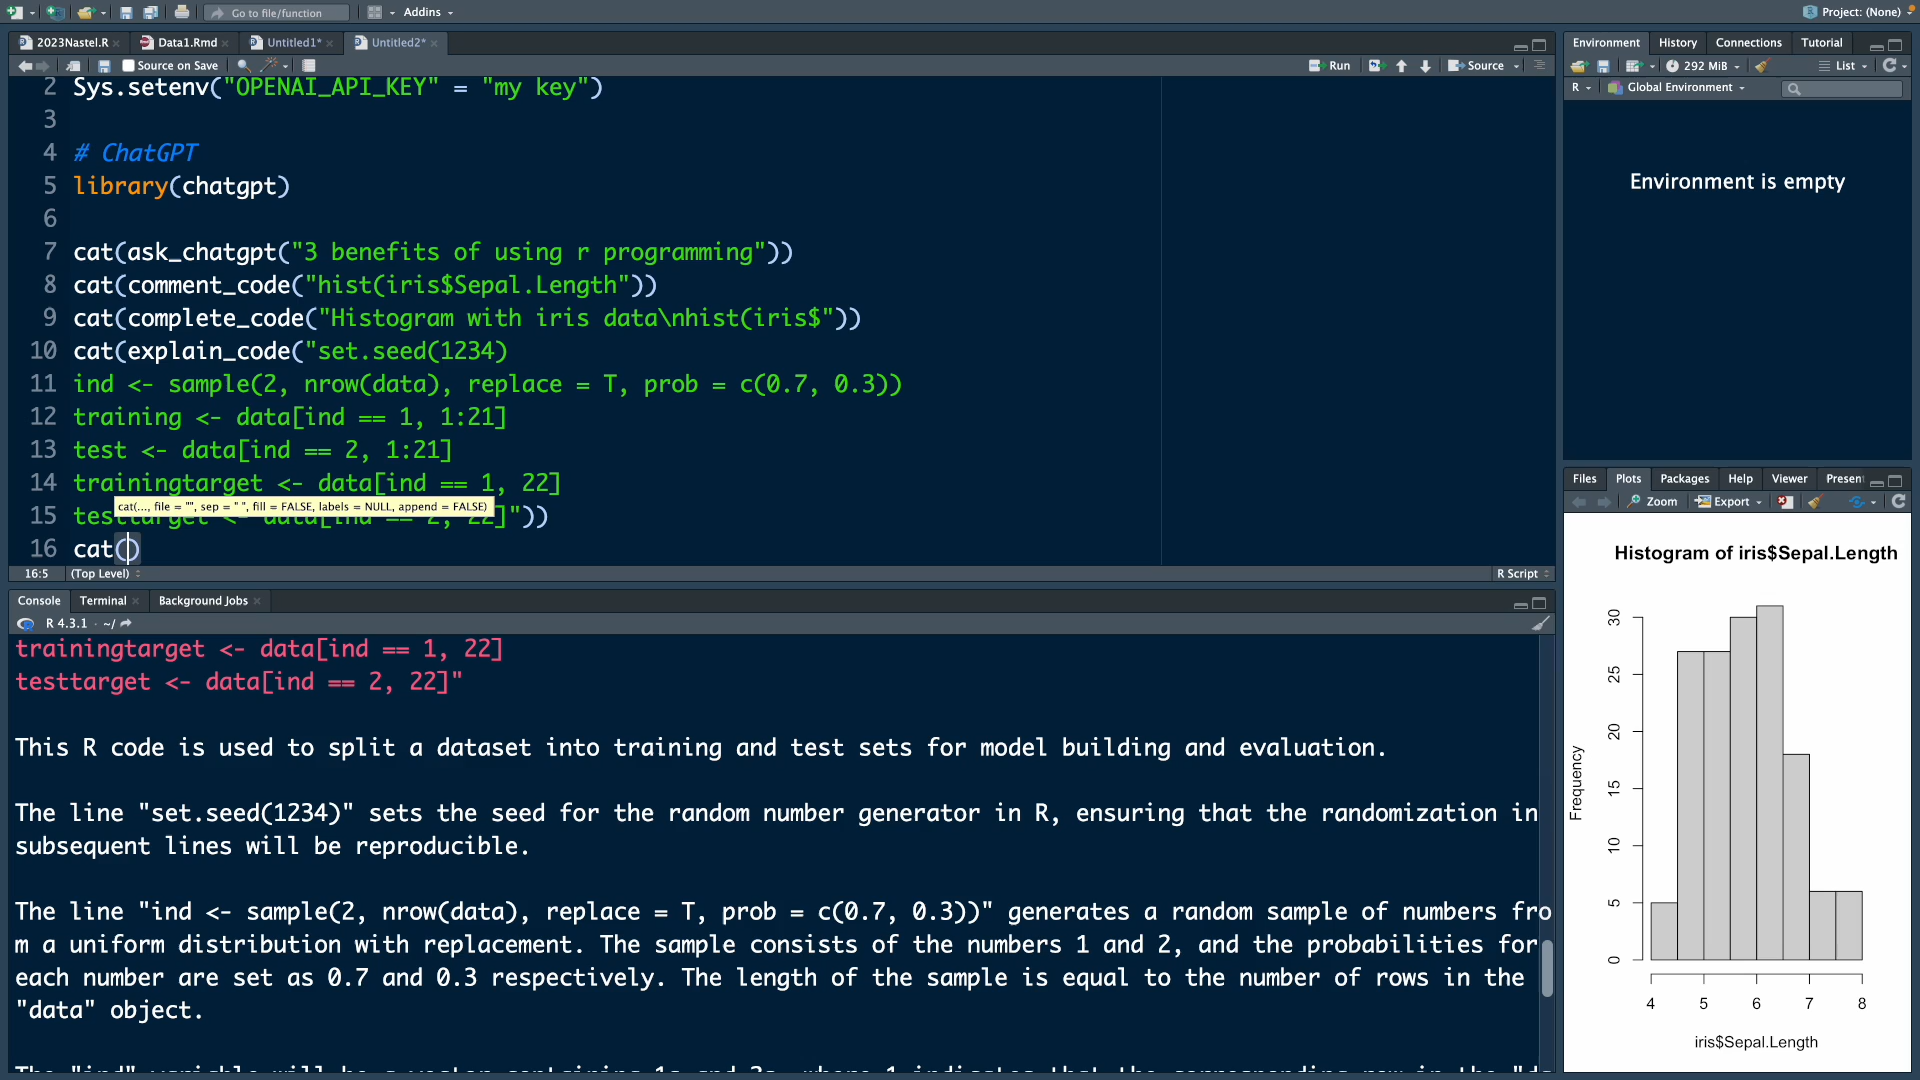 Go to file/function
Addins
Project: (None)
2023Nastel.R
Data1.Rmd
Untitled1*
Untitled2*
Source on Save
Run
Source
2 Sys.setenv("OPENAI_API_KEY" = "my key")
3
4 # ChatGPT
5 library(chatgpt)
6
7 cat(ask_chatgpt("3 benefits of using r programming"))
8 cat(comment_code("hist(iris$Sepal.Length"))
9 cat(complete_code("Histogram with iris data\nhist(iris$"))
10 cat(explain_code("set.seed(1234)
11 ind <- sample(2, nrow(data), replace = T, prob = c(0.7, 0.3))
12 training <- data[ind == 1, 1:21]
13 test <- data[ind == 2, 1:21]
14 trainingtarget <- data[ind == 1, 22]
cat(..., file = "", sep = " ", fill = FALSE, labels = NULL, append = FALSE)
15 testtarget <- data[ind == 2, 22]"))
16 cat()
16:5 (Top Level) R Script
Console Terminal Background Jobs
R 4.3.1 · ~/
trainingtarget <- data[ind == 1, 22]
testtarget <- data[ind == 2, 22]"
This R code is used to split a dataset into training and test sets for model building and evaluation.
The line "set.seed(1234)" sets the seed for the random number generator in R, ensuring that the randomization in
subsequent lines will be reproducible.
The line "ind <- sample(2, nrow(data), replace = T, prob = c(0.7, 0.3))" generates a random sample of numbers fro
m a uniform distribution with replacement. The sample consists of the numbers 1 and 2, and the probabilities for
each number are set as 0.7 and 0.3 respectively. The length of the sample is equal to the number of rows in the
"data" object.
Environment History Connections Tutorial
292 MiB List
R Global Environment
Environment is empty
Files Plots Packages Help Viewer Presen
Zoom Export
Histogram of iris$Sepal.Length
Frequency
30
25
20
15
10
5
0
4 5 6 7 8
iris$Sepal.Length